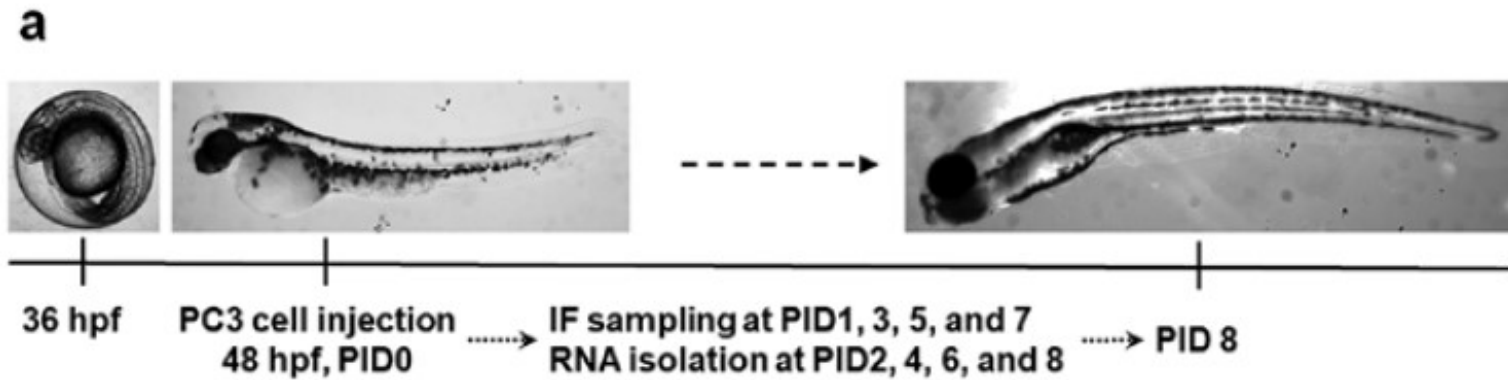 a
36 hpf
PC3 cell injection
48 hpf, PID0
IF sampling at PID1, 3, 5, and 7
RNA isolation at PID2, 4, 6, and 8
PID 8